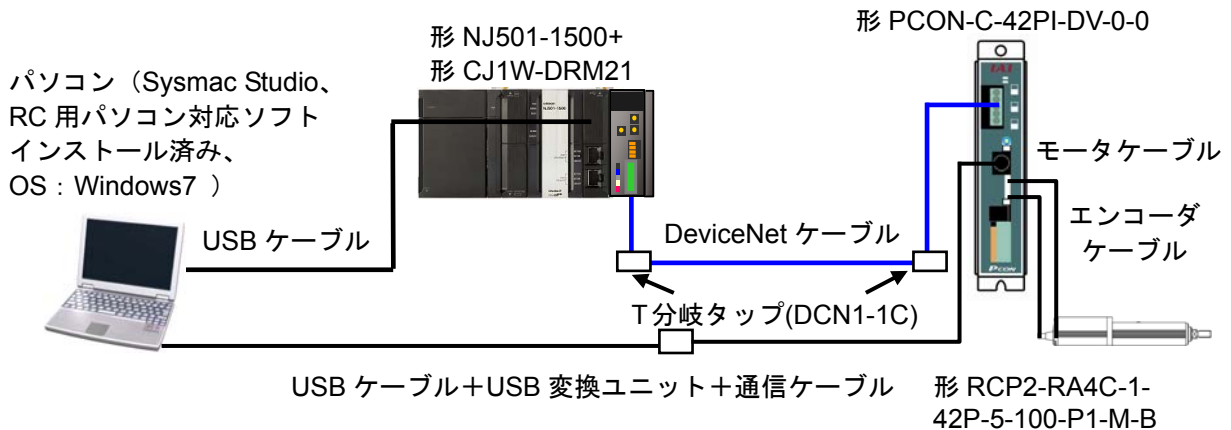 形 PCON-C-42PI-DV-0-0
形 NJ501-1500+
形 CJ1W-DRM21
パソコン（Sysmac Studio、
RC 用パソコン対応ソフト
インストール済み、
OS：Windows7 ）
IAI
モータケーブル
エンコーダ
ケーブル
USB ケーブル
DeviceNet ケーブル
PCON
T分岐タップ(DCN1-1C)
USB ケーブル＋USB 変換ユニット＋通信ケーブル
形 RCP2-RA4C-1-
42P-5-100-P1-M-B